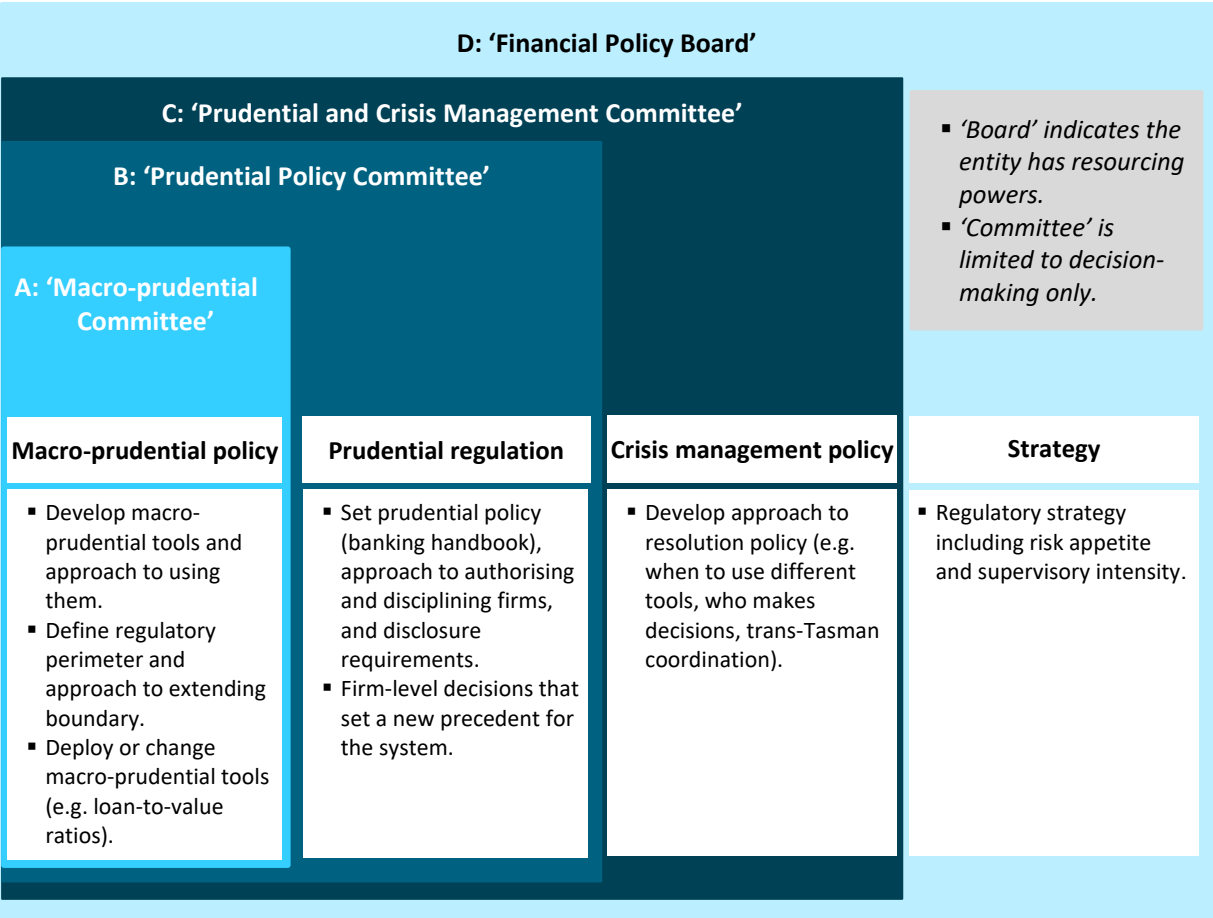 D: ‘Financial Policy Board’
C: ‘Prudential and Crisis Management Committee’
B: ‘Prudential Policy Committee’
A: ‘Macro-prudential
Committee’
▪ ‘Board’ indicates the
entity has resourcing
powers.
▪ ‘Committee’ is
limited to decision-
making only.
Macro-prudential policy
▪ Develop macro-
prudential tools and
approach to using
them.
▪ Define regulatory
perimeter and
approach to extending
boundary.
▪ Deploy or change
macro-prudential tools
(e.g. loan-to-value
ratios).
Prudential regulation
▪ Set prudential policy
(banking handbook),
approach to authorising
and disciplining firms,
and disclosure
requirements.
▪ Firm-level decisions that
set a new precedent for
the system.
Crisis management policy
▪ Develop approach to
resolution policy (e.g.
when to use different
tools, who makes
decisions, trans-Tasman
coordination).
Strategy
▪ Regulatory strategy
including risk appetite
and supervisory intensity.